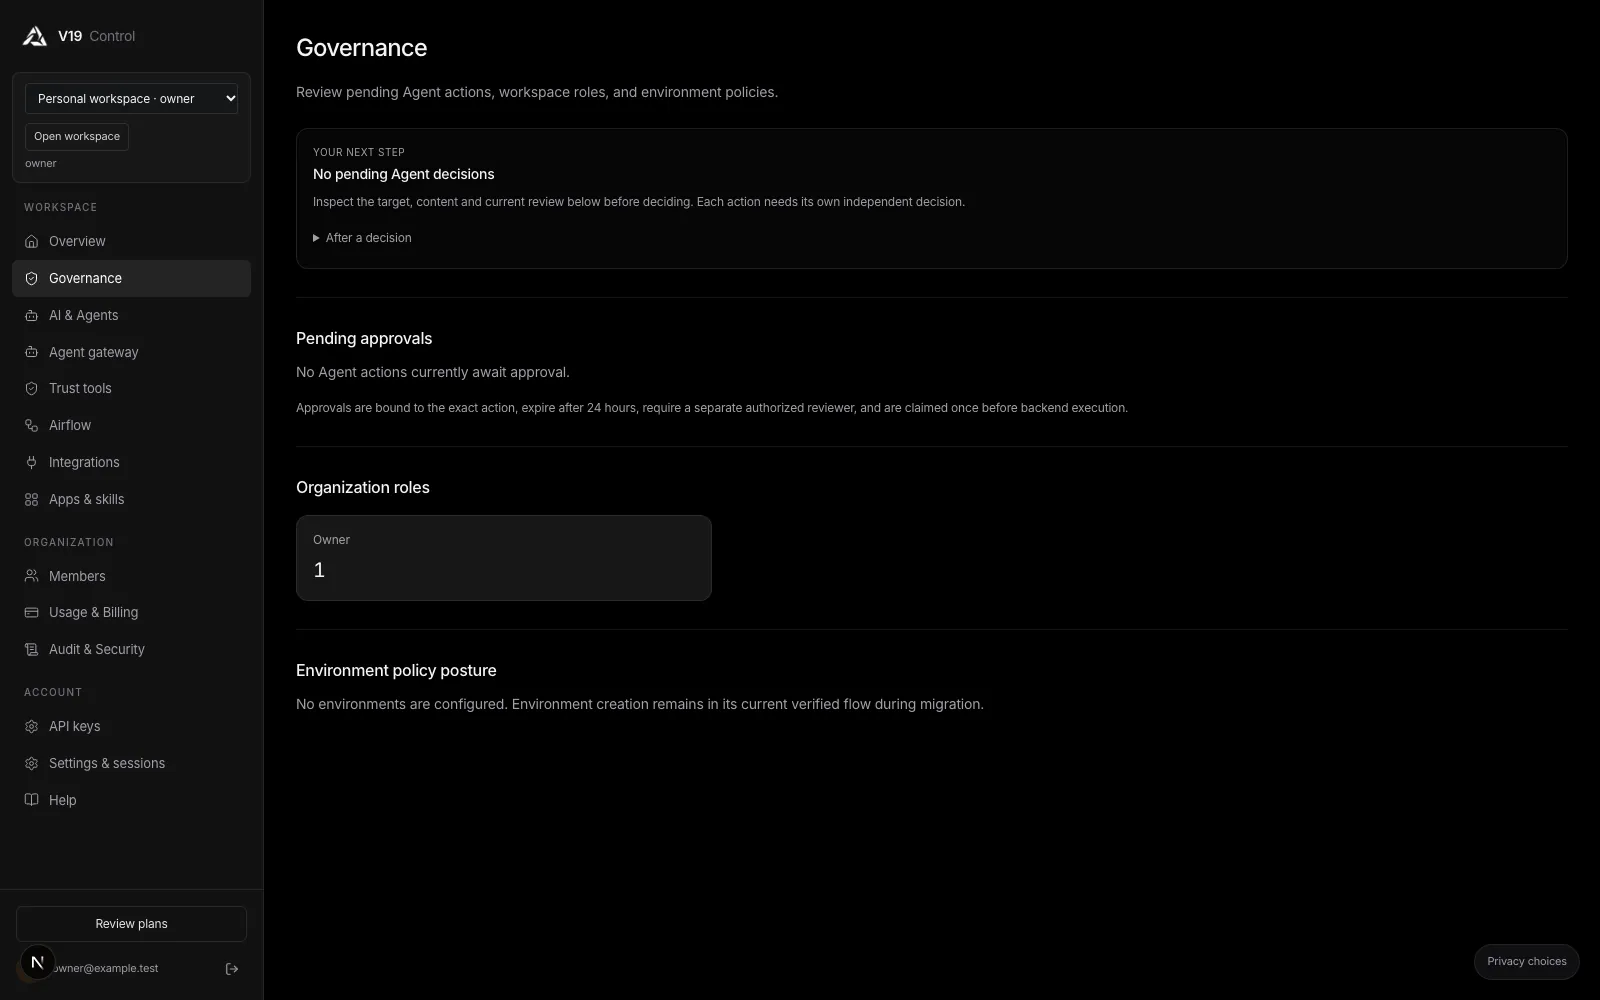 V19 Control
Personal workspace · owner
Open workspace
owner
WORKSPACE
Overview
Governance
AI & Agents
Agent gateway
Trust tools
Airflow
Integrations
Apps & skills
ORGANIZATION
Members
Usage & Billing
Audit & Security
ACCOUNT
API keys
Settings & sessions
Help
Review plans
N
owner@example.test
Governance
Review pending Agent actions, workspace roles, and environment policies.
YOUR NEXT STEP
No pending Agent decisions
Inspect the target, content and current review below before deciding. Each action needs its own independent decision.
After a decision
Pending approvals
No Agent actions currently await approval.
Approvals are bound to the exact action, expire after 24 hours, require a separate authorized reviewer, and are claimed once before backend execution.
Organization roles
Owner
1
Environment policy posture
No environments are configured. Environment creation remains in its current verified flow during migration.
Privacy choices